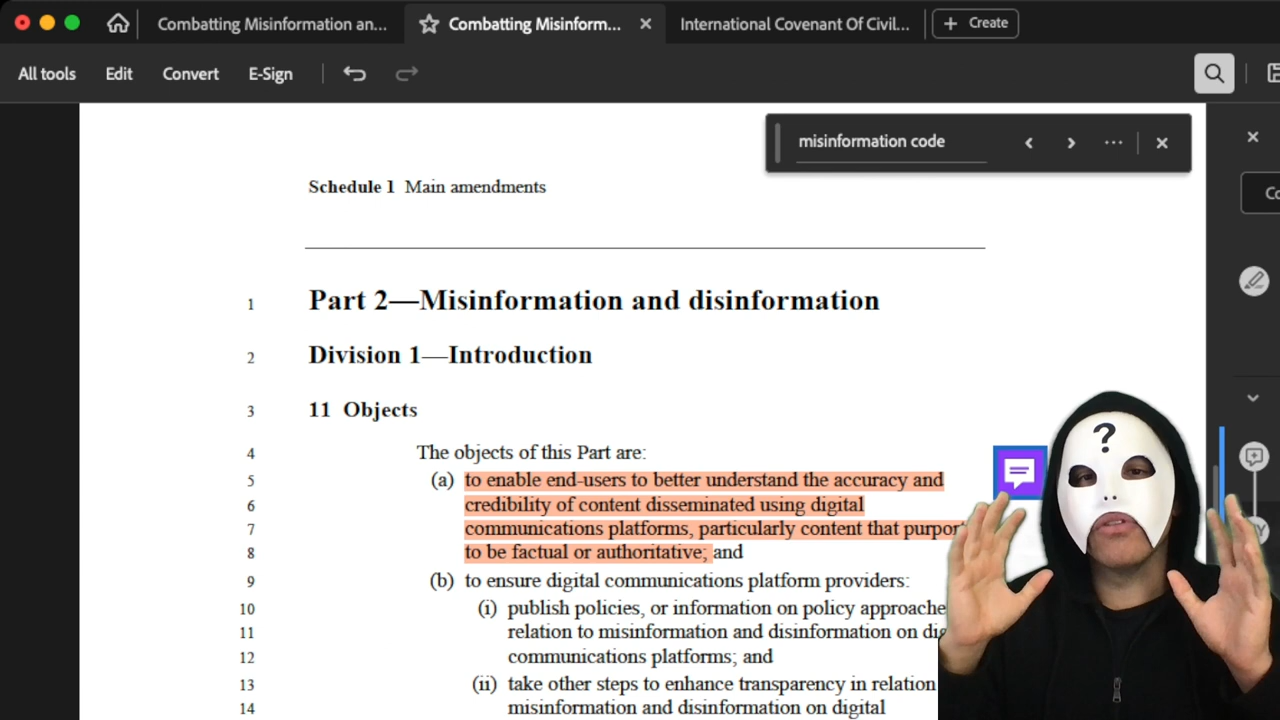 Combatting Misinformation an...
Combatting Misinform...
International Covenant Of Civil...
Create
All tools
Edit
Convert
E-Sign
misinformation code
Schedule 1 Main amendments
1 Part 2—Misinformation and disinformation
2 Division 1—Introduction
3 11 Objects
4 The objects of this Part are:
5 (a) to enable end-users to better understand the accuracy and
6 credibility of content disseminated using digital
7 communications platforms, particularly content that purpor
8 to be factual or authoritative; and
9 (b) to ensure digital communications platform providers:
10 (i) publish policies, or information on policy approache
11 relation to misinformation and disinformation on dig
12 communications platforms; and
13 (ii) take other steps to enhance transparency in relation
14 misinformation and disinformation on digital
?